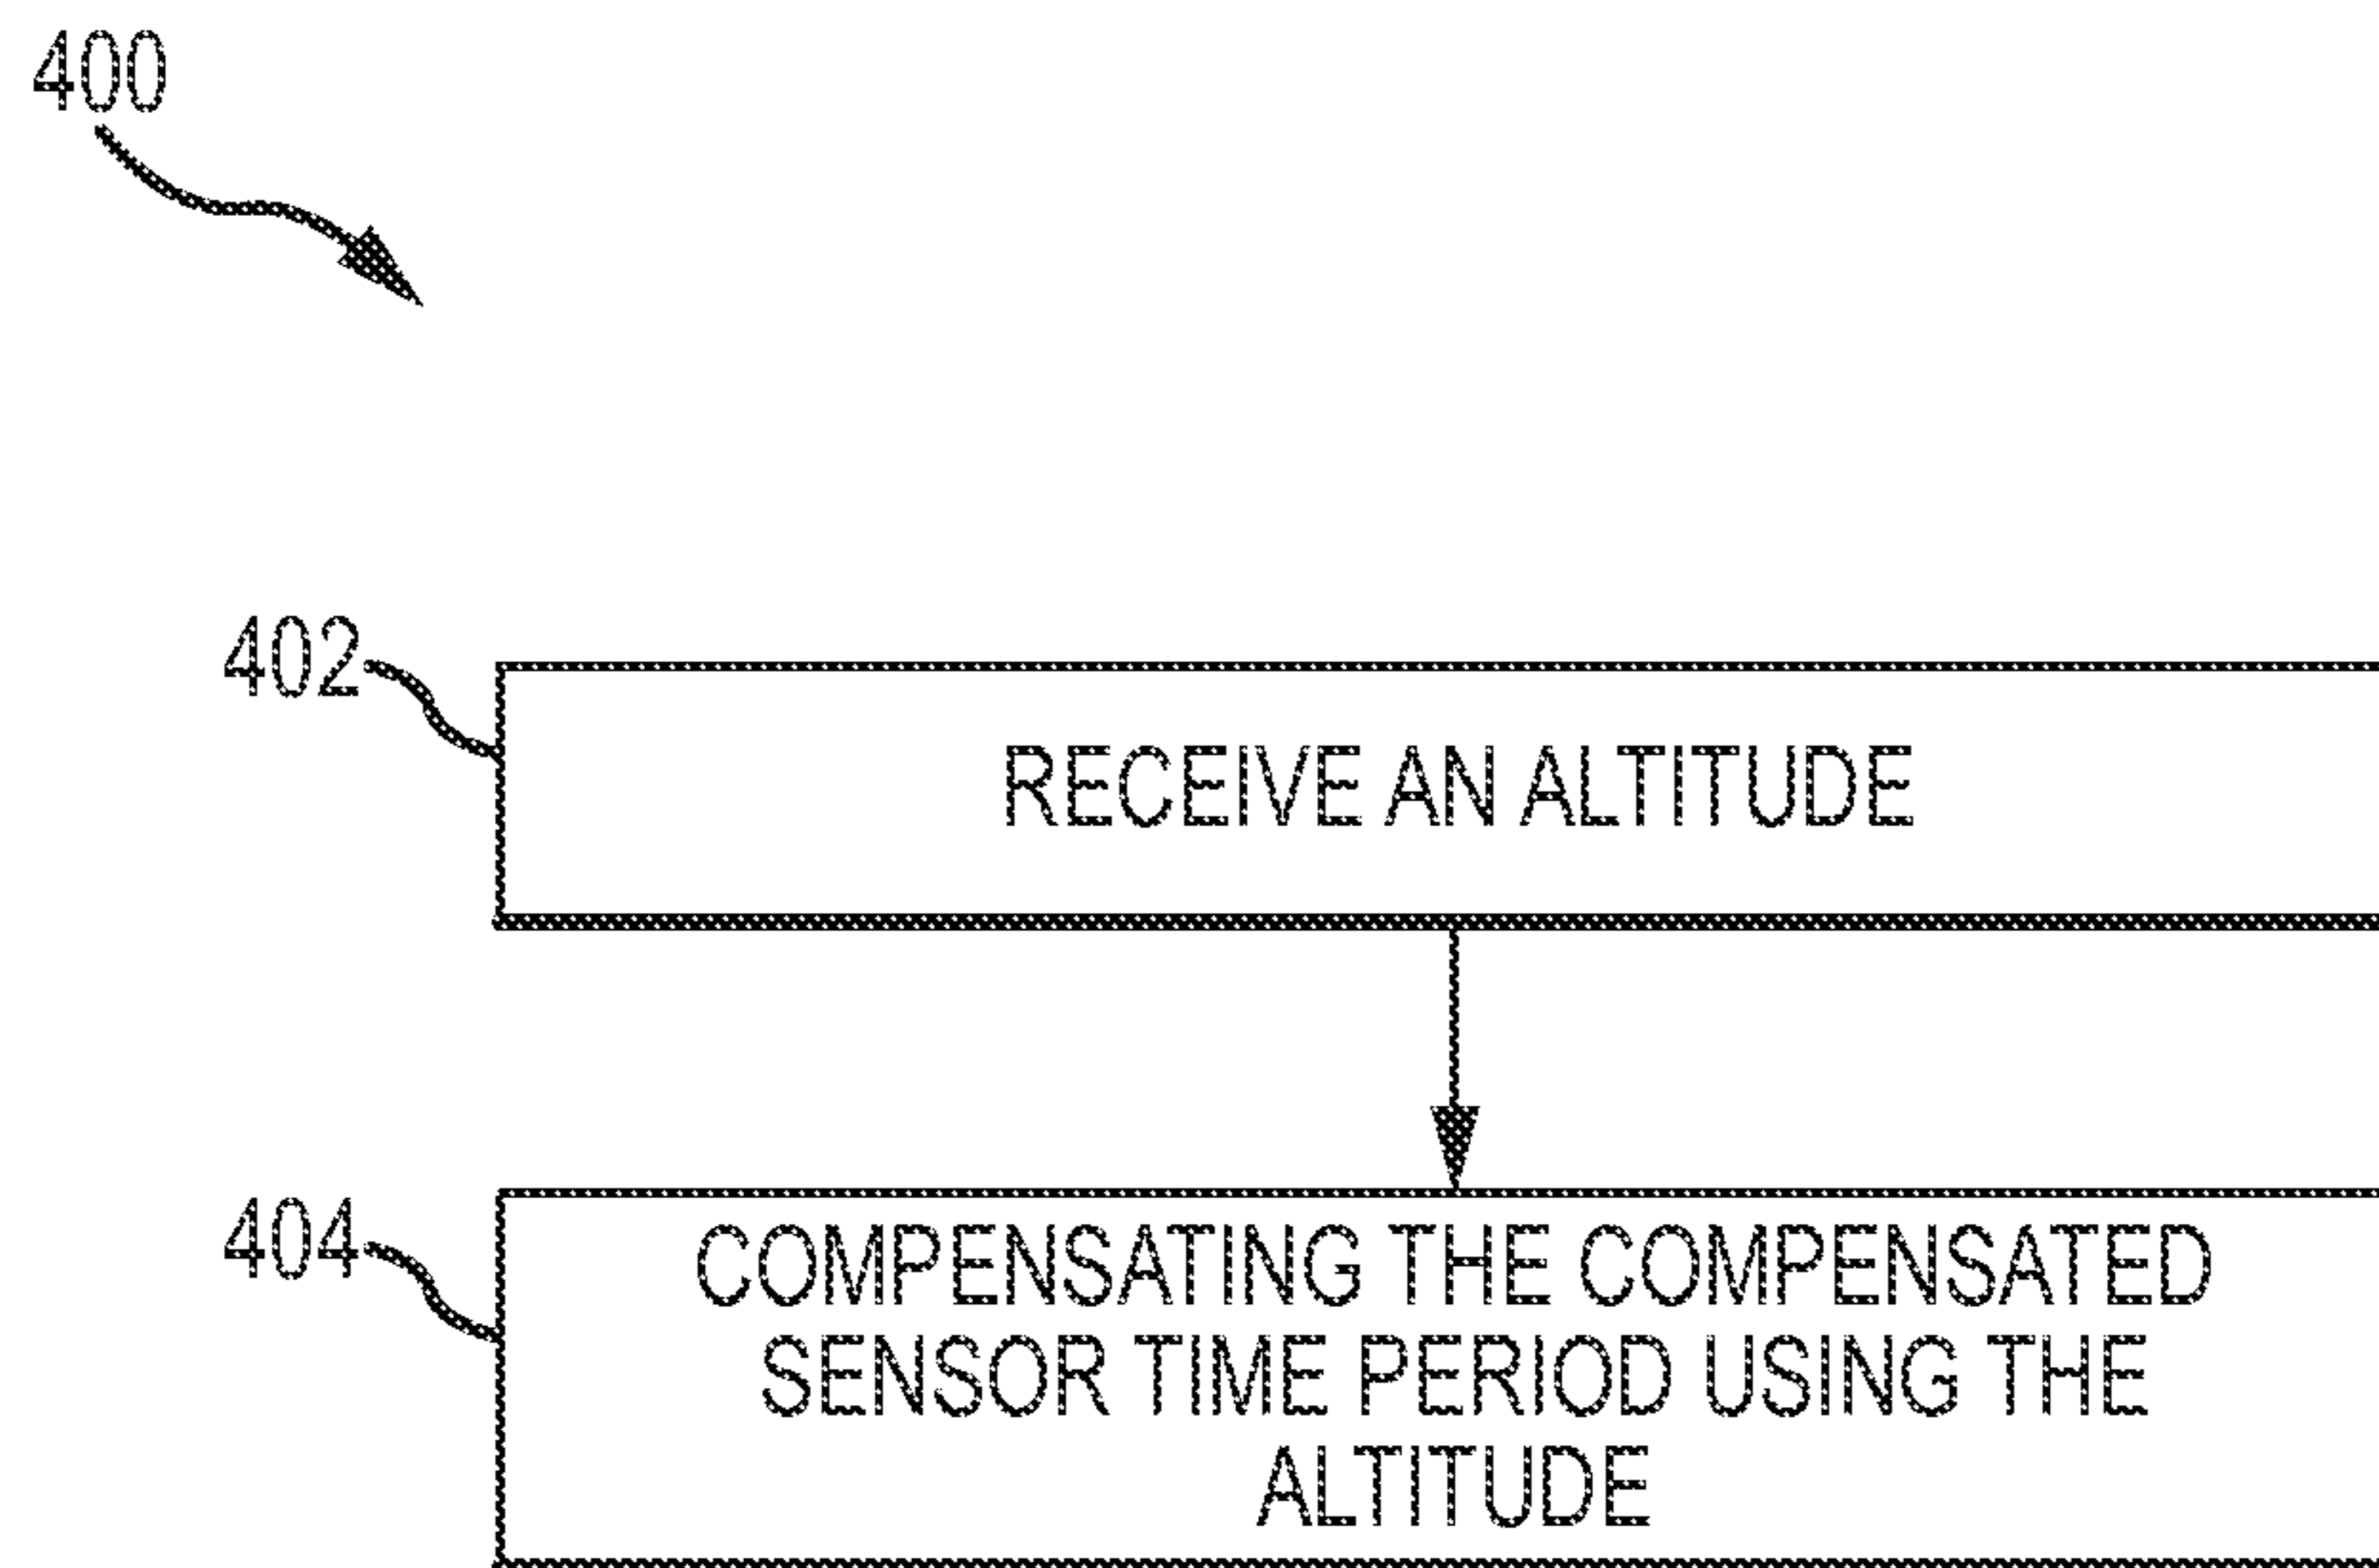 400
402
RECEIVE AN ALTITUDE
404
COMPENSATING THE COMPENSATED
SENSOR TIME PERIOD USING THE
ALTITUDE